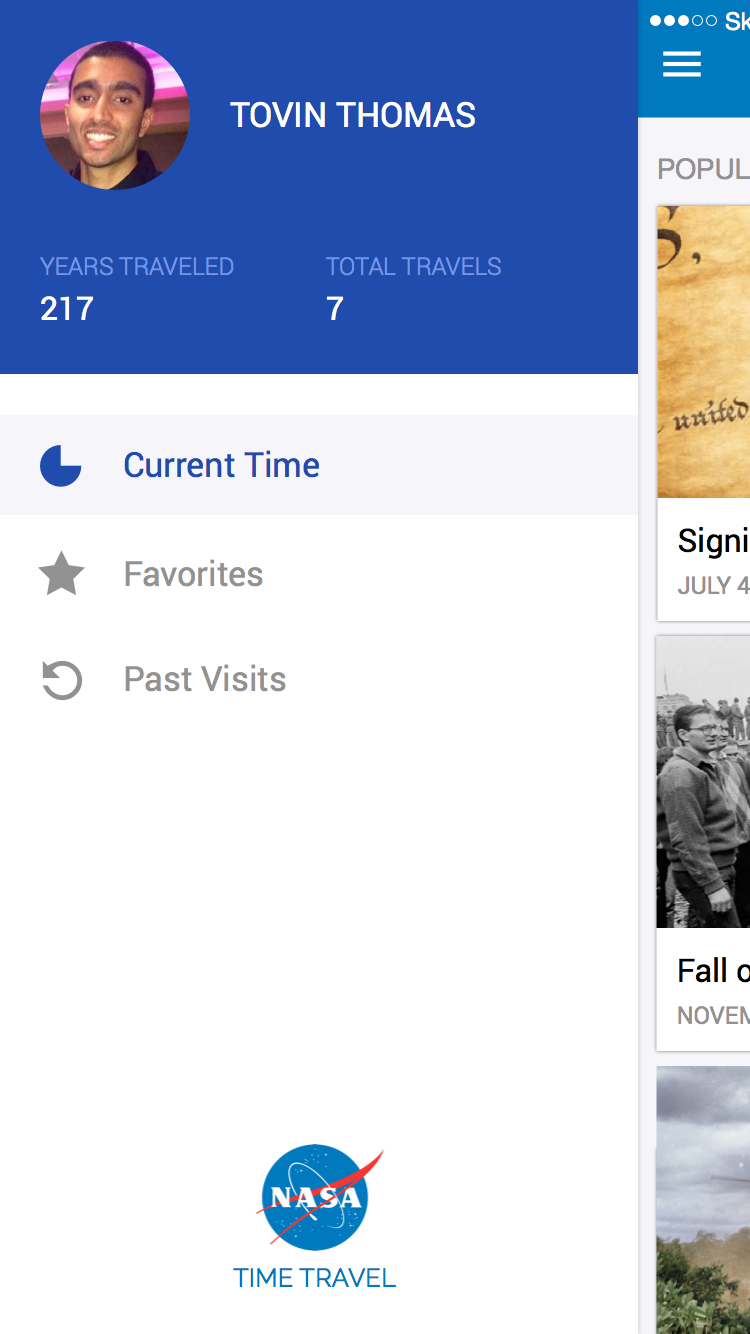 TOVIN THOMAS
YEARS TRAVELED
217
TOTAL TRAVELS
7
Current Time
Favorites
Past Visits
NASA
TIME TRAVEL
Sk
POPUL
united
Signi
JULY 4
Fall o
NOVEM